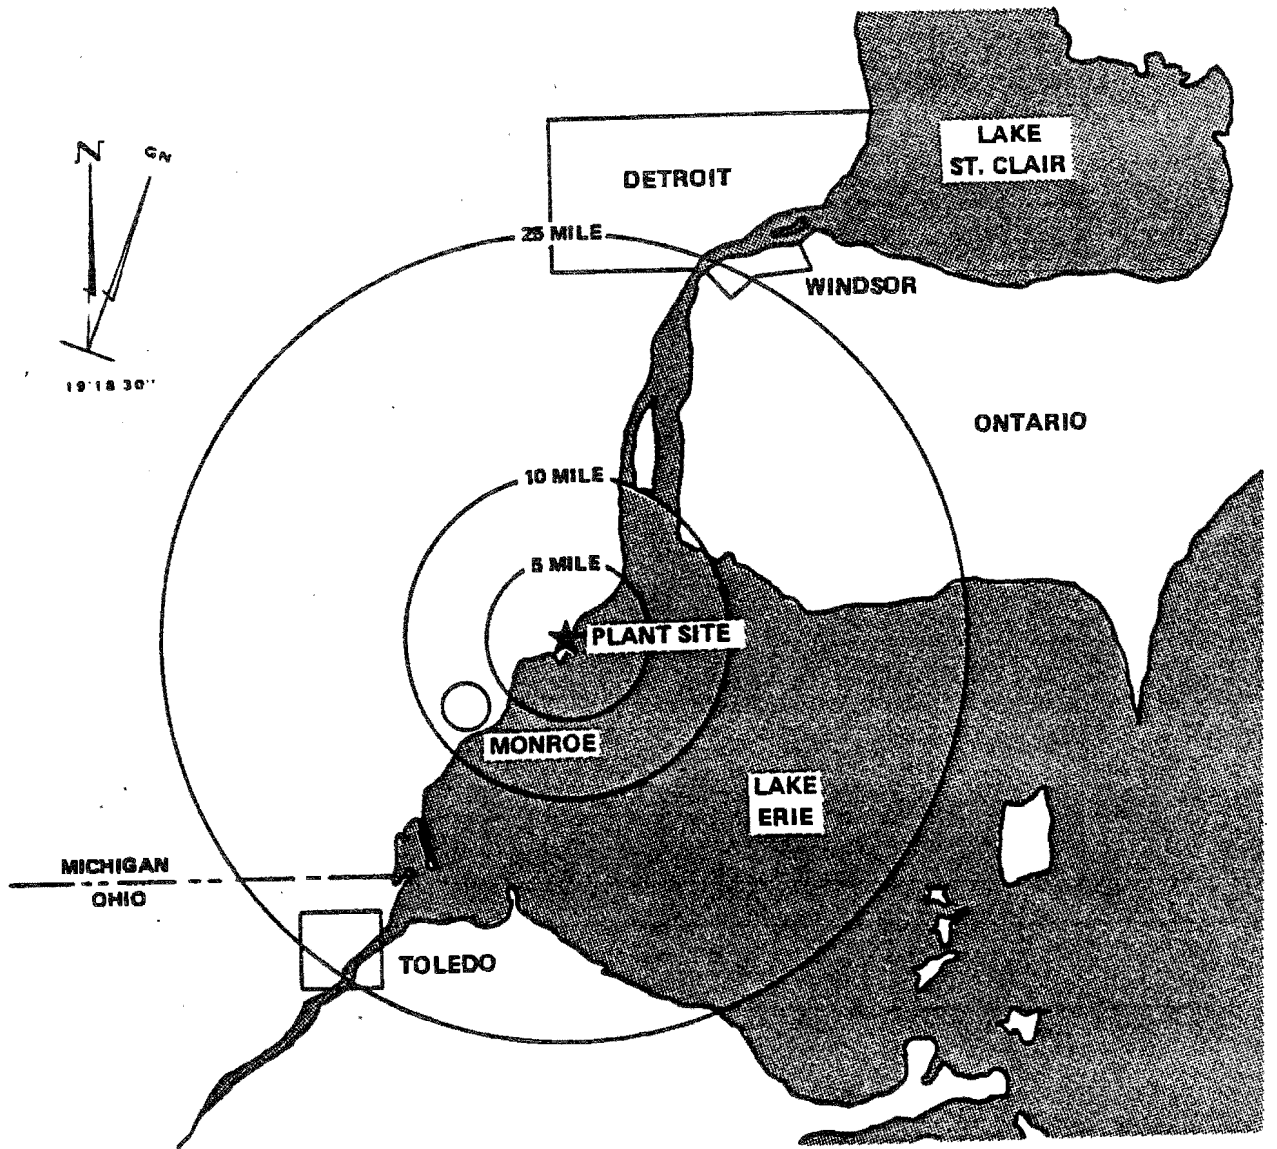 LAKE
ST. CLAIR
N
GN
DETROIT
25 MILE
WINDSOR
19°18'30"
ONTARIO
10 MILE
5 MILE
PLANT SITE
MONROE
LAKE
ERIE
MICHIGAN
OHIO
TOLEDO